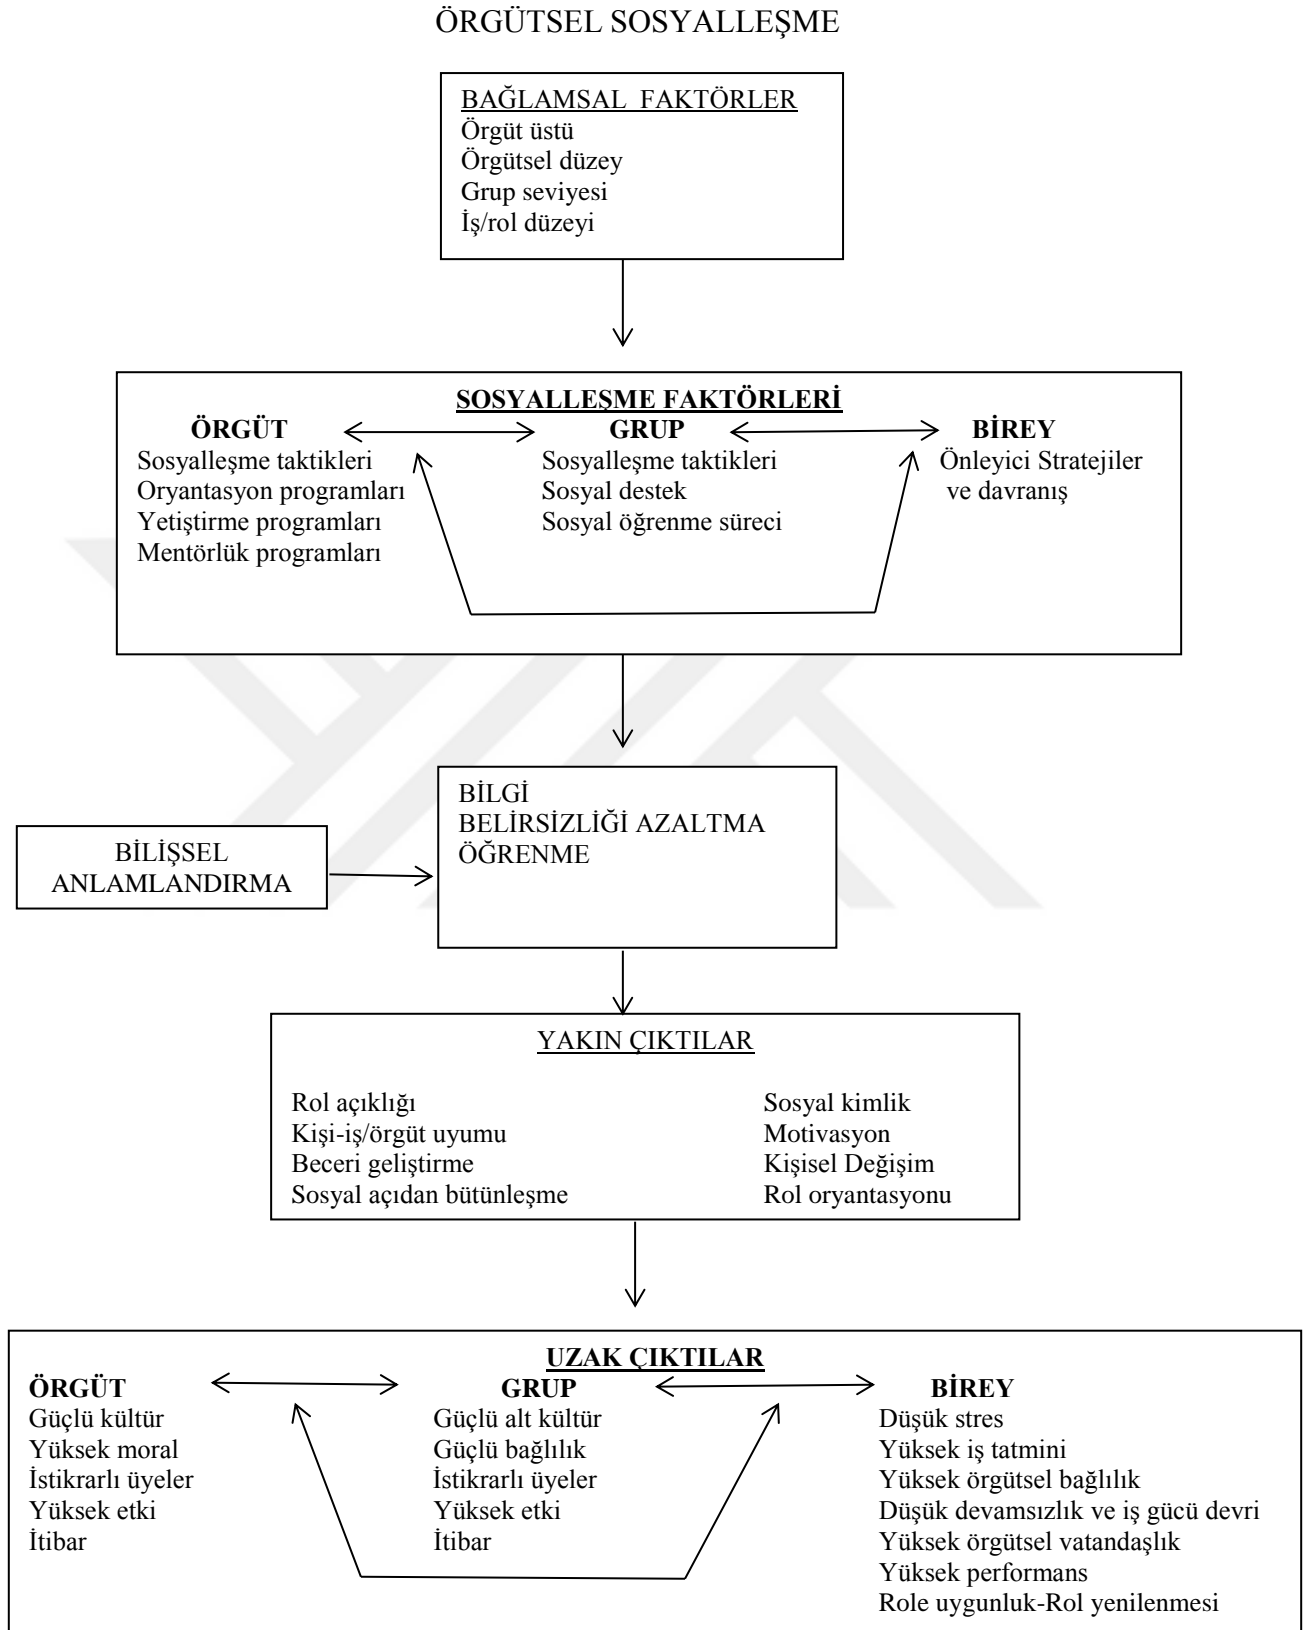 ÖRGÜTSEL SOSYALLEŞME
BAĞLAMSAL FAKTÖRLER
Örgüt üstü
Örgütsel düzey
Grup seviyesi
İş/rol düzeyi
SOSYALLEŞME FAKTÖRLERİ
ÖRGÜT
Sosyalleşme taktikleri
Oryantasyon programları
Yetiştirme programları
Mentörlük programları
GRUP
Sosyalleşme taktikleri
Sosyal destek
Sosyal öğrenme süreci
BİREY
Önleyici Stratejiler
ve davranış
BİLGİ
BELİRSİZLİĞİ AZALTMA
ÖĞRENME
BİLİŞSEL
ANLAMLANDIRMA
YAKIN ÇIKTILAR
Rol açıklığı
Kişi-iş/örgüt uyumu
Beceri geliştirme
Sosyal açıdan bütünleşme
Sosyal kimlik
Motivasyon
Kişisel Değişim
Rol oryantasyonu
UZAK ÇIKTILAR
ÖRGÜT
Güçlü kültür
Yüksek moral
İstikrarlı üyeler
Yüksek etki
İtibar
GRUP
Güçlü alt kültür
Güçlü bağlılık
İstikrarlı üyeler
Yüksek etki
İtibar
BİREY
Düşük stres
Yüksek iş tatmini
Yüksek örgütsel bağlılık
Düşük devamsızlık ve iş gücü devri
Yüksek örgütsel vatandaşlık
Yüksek performans
Role uygunluk-Rol yenilenmesi